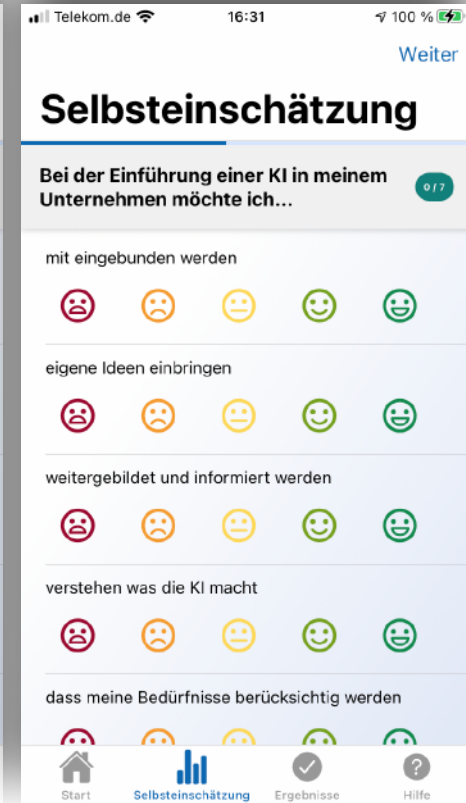 Telekom.de 16:31 100 %
Weiter
Selbsteinschätzung
Bei der Einführung einer KI in meinem
Unternehmen möchte ich...
0/7
mit eingebunden werden
eigene Ideen einbringen
weitergebildet und informiert werden
verstehen was die KI macht
dass meine Bedürfnisse berücksichtig werden
Start Selbsteinschätzung Ergebnisse Hilfe